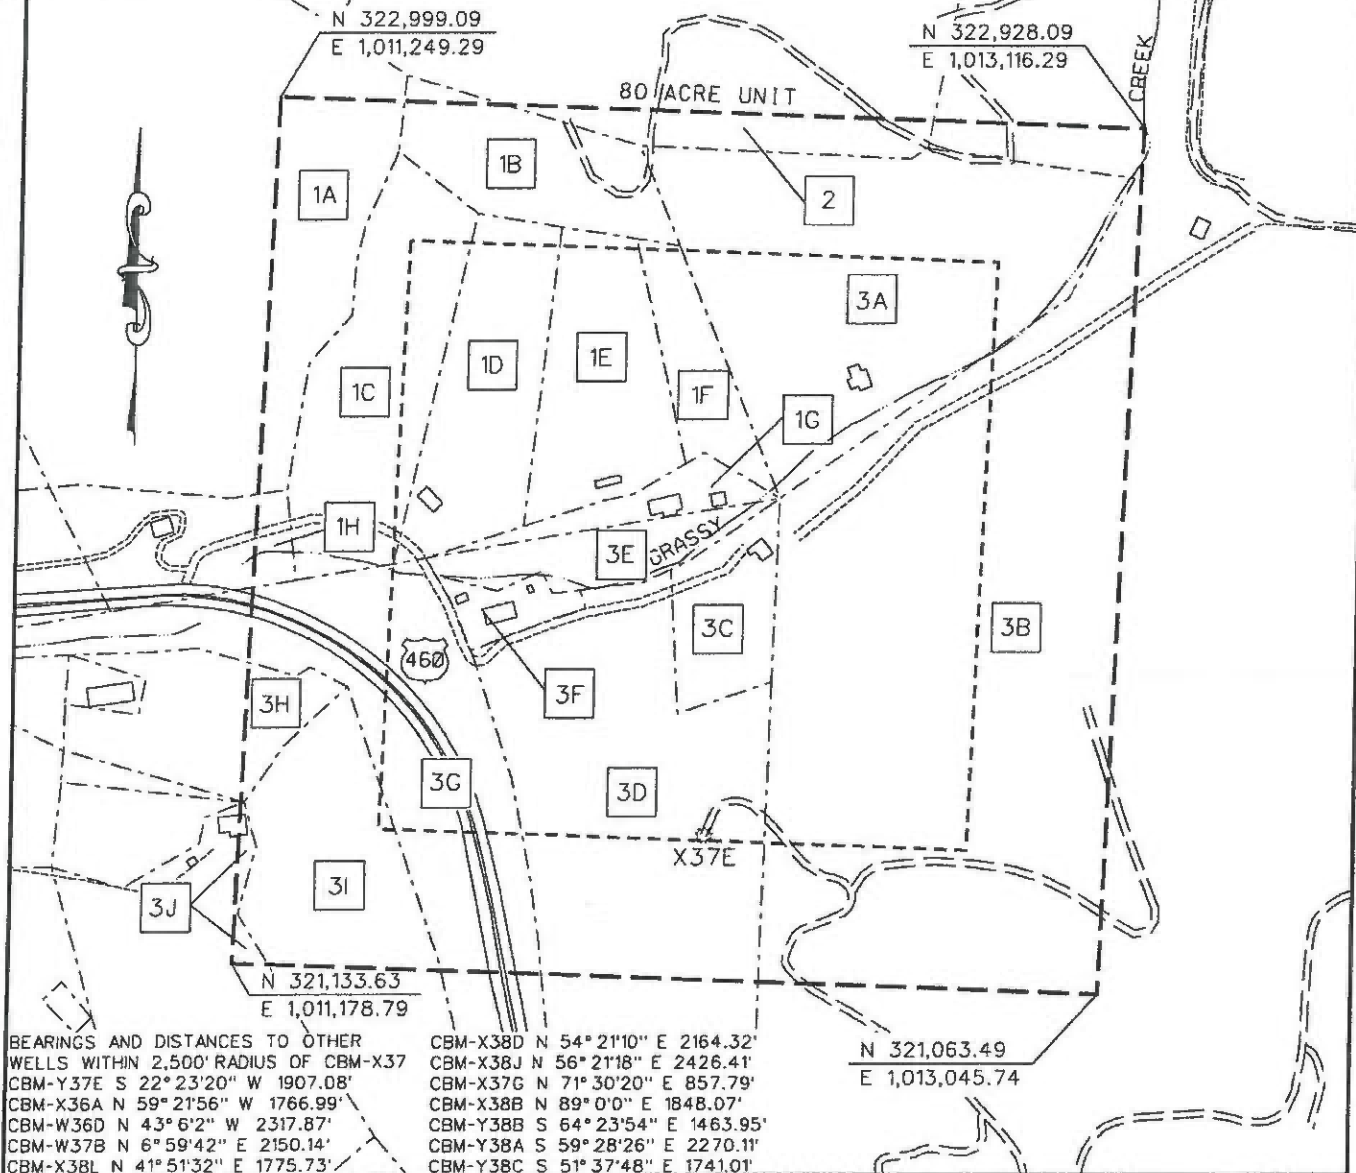 N 322,999.09
E 1,011,249.29
N 322,928.09
E 1,013,116.29
CREEK
80 ACRE UNIT
1B
1A
2
3A
1E
1D
1C
1F
1G
1H
3E
GRASSY
3C
3B
460
3F
3H
3G
3D
X37E
3I
3J
N 321,133.63
E 1,011,178.79
N 321,063.49
E 1,013,045.74
BEARINGS AND DISTANCES TO OTHER
WELLS WITHIN 2,500' RADIUS OF CBM-X37
CBM-Y37E S 22° 23'20" W 1907.08'
CBM-X36A N 59° 21'56" W 1766.99'
CBM-W36D N 43° 6'2" W 2317.87'
CBM-W37B N 6° 59'42" E 2150.14'
CBM-X38L N 41° 51'32" E 1775.73'
CBM-X38D N 54° 21'10" E 2164.32'
CBM-X38J N 56° 21'18" E 2426.41'
CBM-X37G N 71° 30'20" E 857.79'
CBM-X38B N 89° 0'0" E 1848.07'
CBM-Y38B S 64° 23'54" E 1463.95'
CBM-Y38A S 59° 28'26" E 2270.11'
CBM-Y38C S 51° 37'48" E 1741.01'